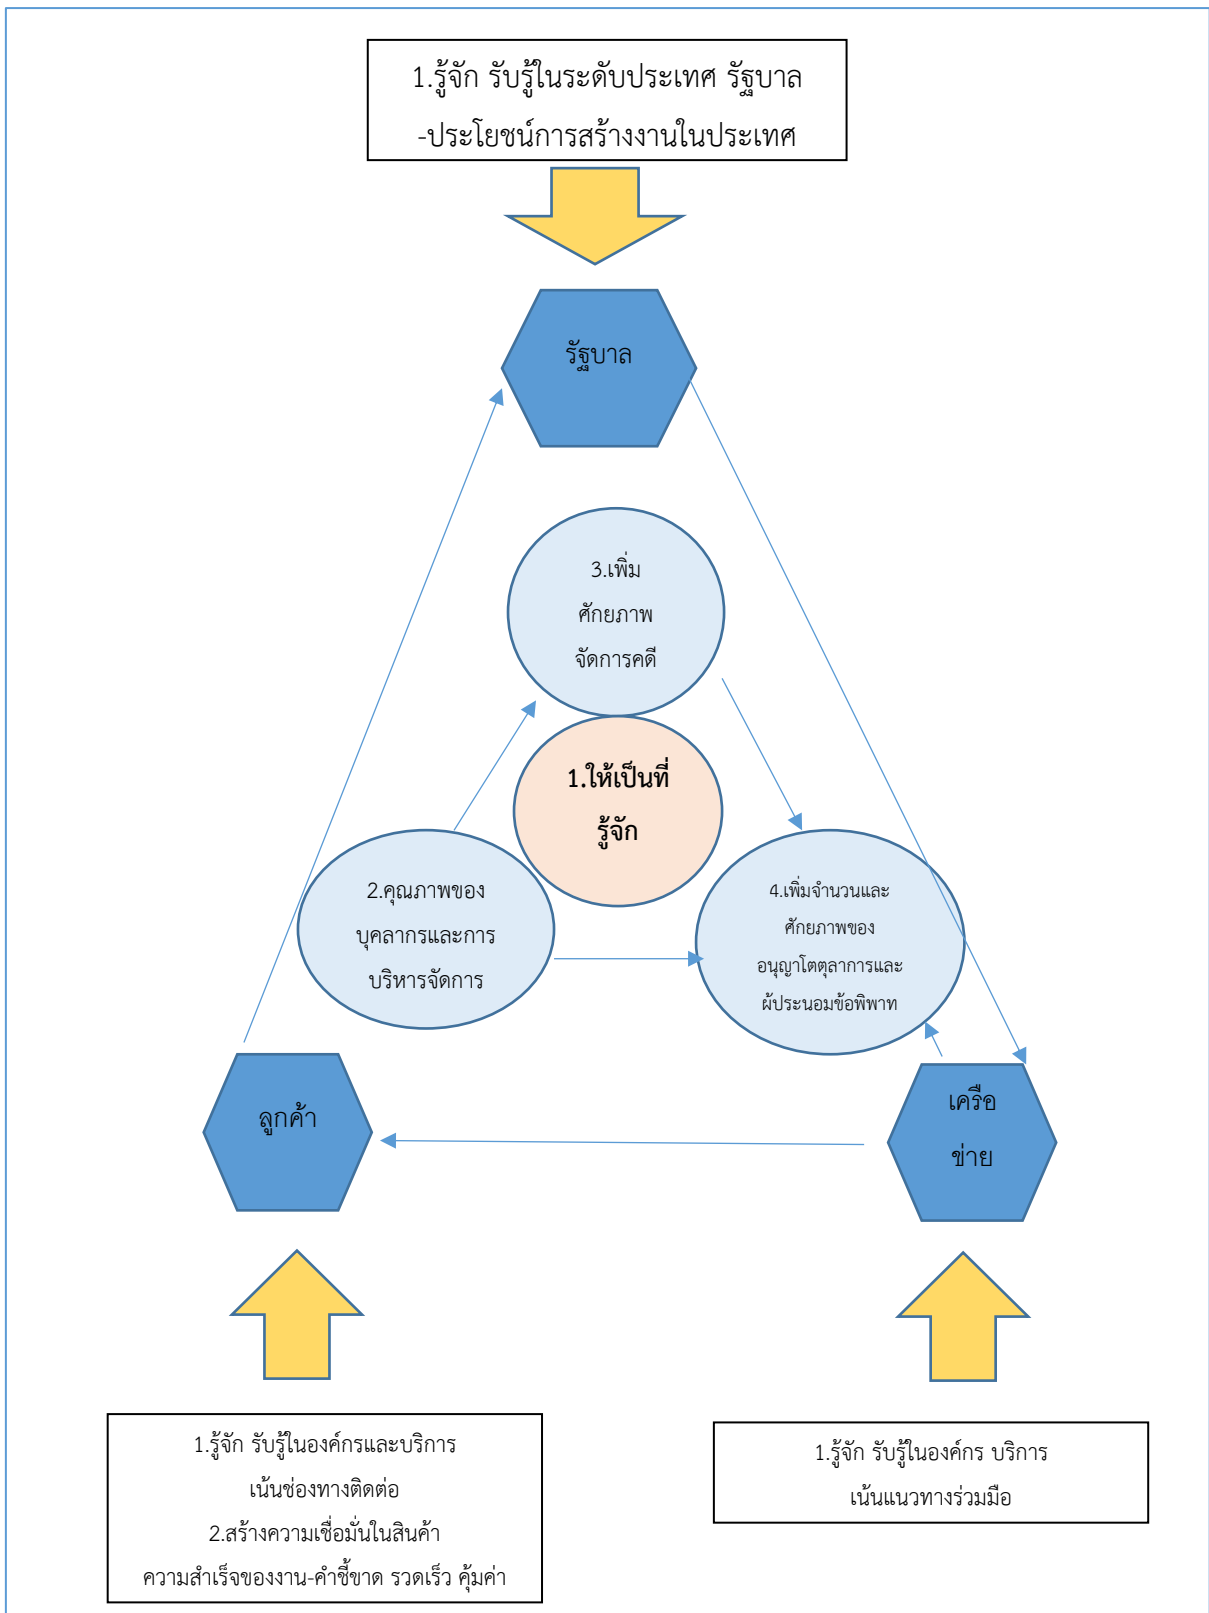 1.รู้จัก รับรู้ในระดับประเทศ รัฐบาล
-ประโยชน์การสร้างงานในประเทศ
รัฐบาล
3.เพิ่ม
ศักยภาพ
จัดการคดี
1.ให้เป็นที่
รู้จัก
2.คุณภาพของ
บุคลากรและการ
บริหารจัดการ
4.เพิ่มจำนวนและ
ศักยภาพของ
อนุญาโตตุลาการและ
ผู้ประนอมข้อพิพาท
ลูกค้า
เครือ
ข่าย
1.รู้จัก รับรู้ในองค์กรและบริการ
เน้นช่องทางติดต่อ
2.สร้างความเชื่อมั่นในสินค้า
ความสำเร็จของงาน-คำชี้ขาด รวดเร็ว คุ้มค่า
1.รู้จัก รับรู้ในองค์กร บริการ
เน้นแนวทางร่วมมือ